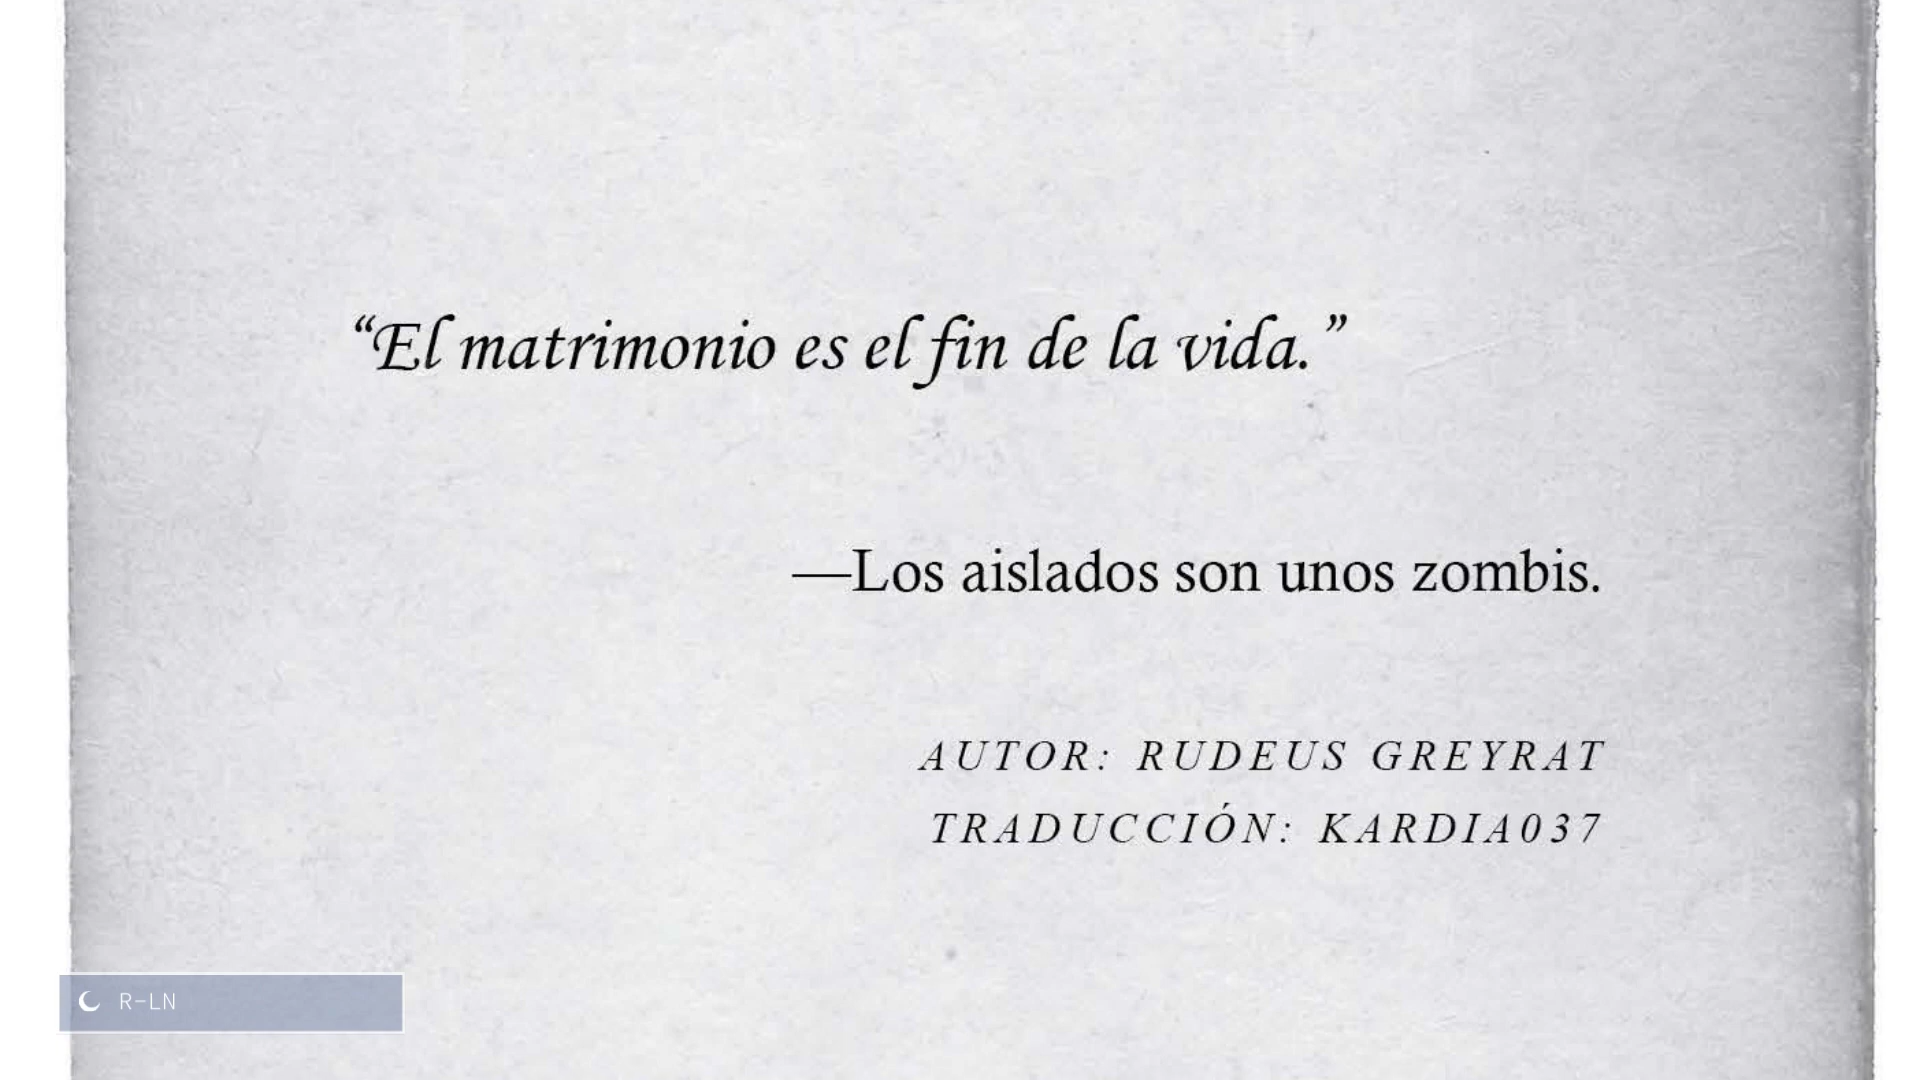 “El matrimonio es el fin de la vida.”
—Los aislados son unos zombis.
AUTOR: RUDEUS GREYRAT
TRADUCCIÓN: KARDIA037
R-LN